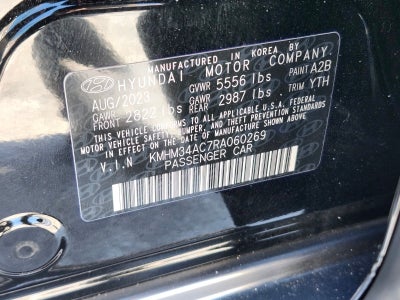 MANUFACTURED IN KOREA BY
HYUNDAI MOTOR COMPANY
AUG/2023 GVWR 5556 lbs PAINT A2B
GAWR FRONT 2822 lbs GAWR REAR 2987 lbs TRIM YTH
THIS VEHICLE CONFORMS TO ALL APPLICABLE U.S.A. FEDERAL
MOTOR VEHICLE SAFETY, BUMPER, AND THEFT PREVENTION STANDARDS
IN EFFECT ON THE DATE OF MANUFACTURE SHOWN ABOVE.
V.I.N KMHM34AC7RA060269
PASSENGER CAR